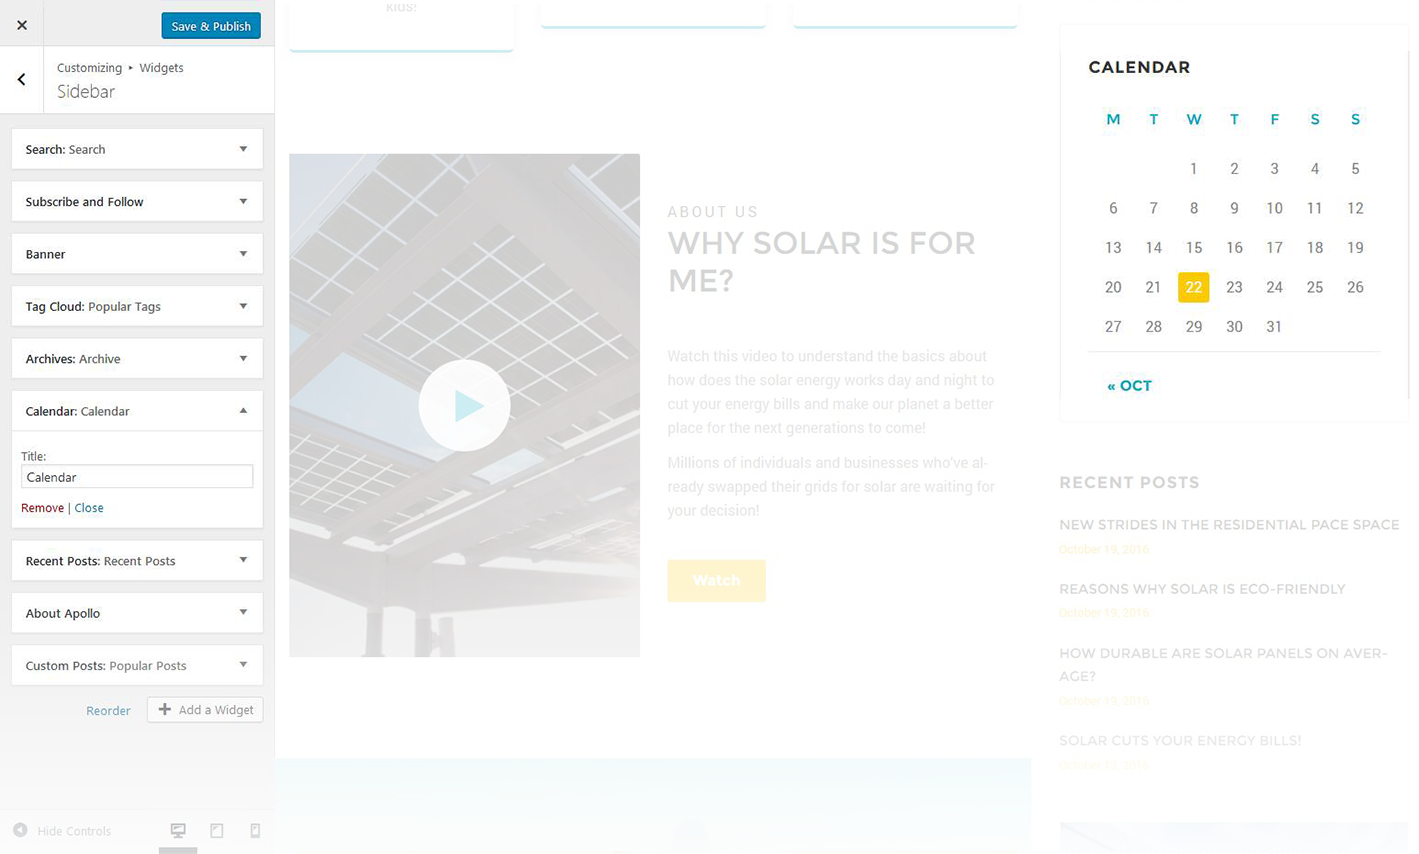 Save & Publish
Customizing ▸ Widgets
Sidebar
Search: Search
Subscribe and Follow
Banner
Tag Cloud: Popular Tags
Archives: Archive
Calendar: Calendar
Title:
Calendar
Remove | Close
Recent Posts: Recent Posts
About Apollo
Custom Posts: Popular Posts
Reorder
Add a Widget
Hide Controls
kids!
ABOUT US
WHY SOLAR IS FOR
ME?
Watch this video to understand the basics about
how does the solar energy works day and night to
cut your energy bills and make our planet a better
place for the next generations to come!
Millions of individuals and businesses who've al-
ready swapped their grids for solar are waiting for
your decision!
Watch
CALENDAR
M T W T F S S
1 2 3 4 5
6 7 8 9 10 11 12
13 14 15 16 17 18 19
20 21 22 23 24 25 26
27 28 29 30 31
« OCT
RECENT POSTS
NEW STRIDES IN THE RESIDENTIAL PACE SPACE
October 19, 2016
REASONS WHY SOLAR IS ECO-FRIENDLY
October 19, 2016
HOW DURABLE ARE SOLAR PANELS ON AVER-
AGE?
October 19, 2016
SOLAR CUTS YOUR ENERGY BILLS!
October 19, 2016